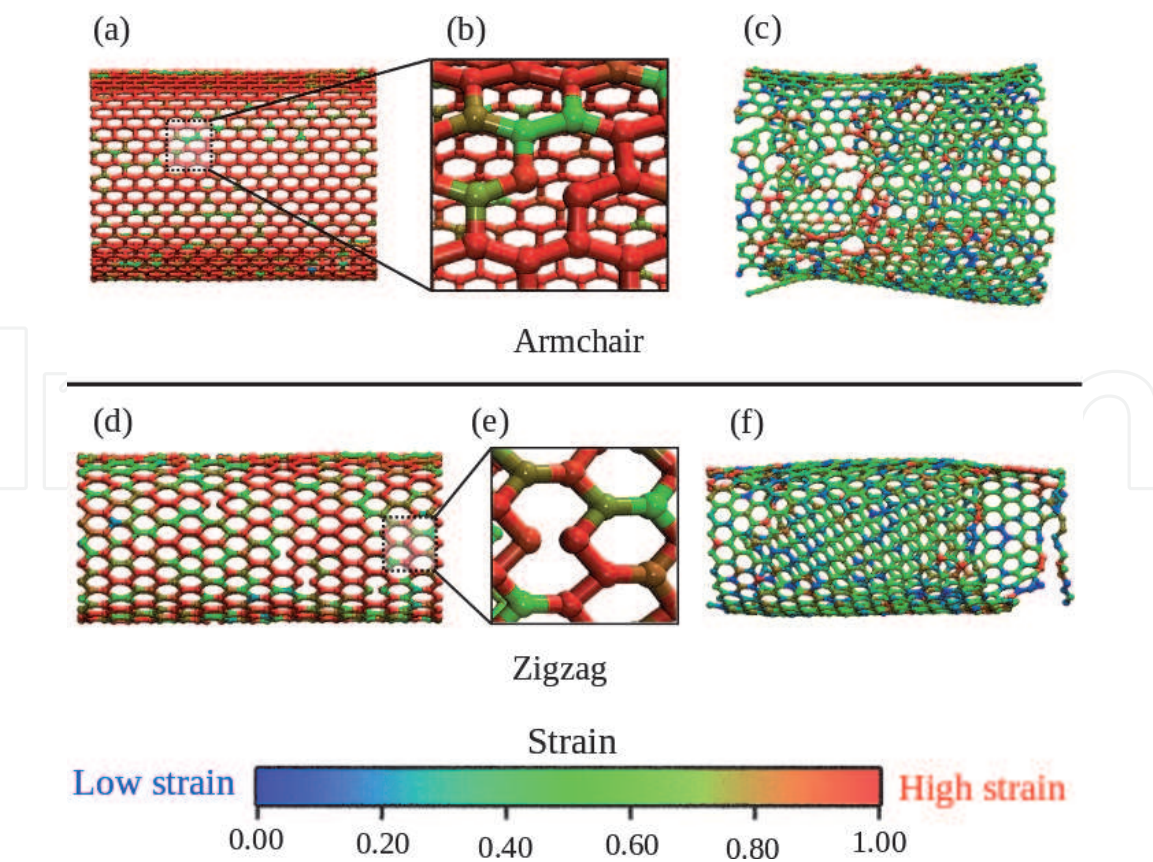 (a)
(b)
(c)
Armchair
(d)
(e)
(f)
Zigzag
Strain
Low strain
High strain
0.00 0.20 0.40 0.60 0.80 1.00